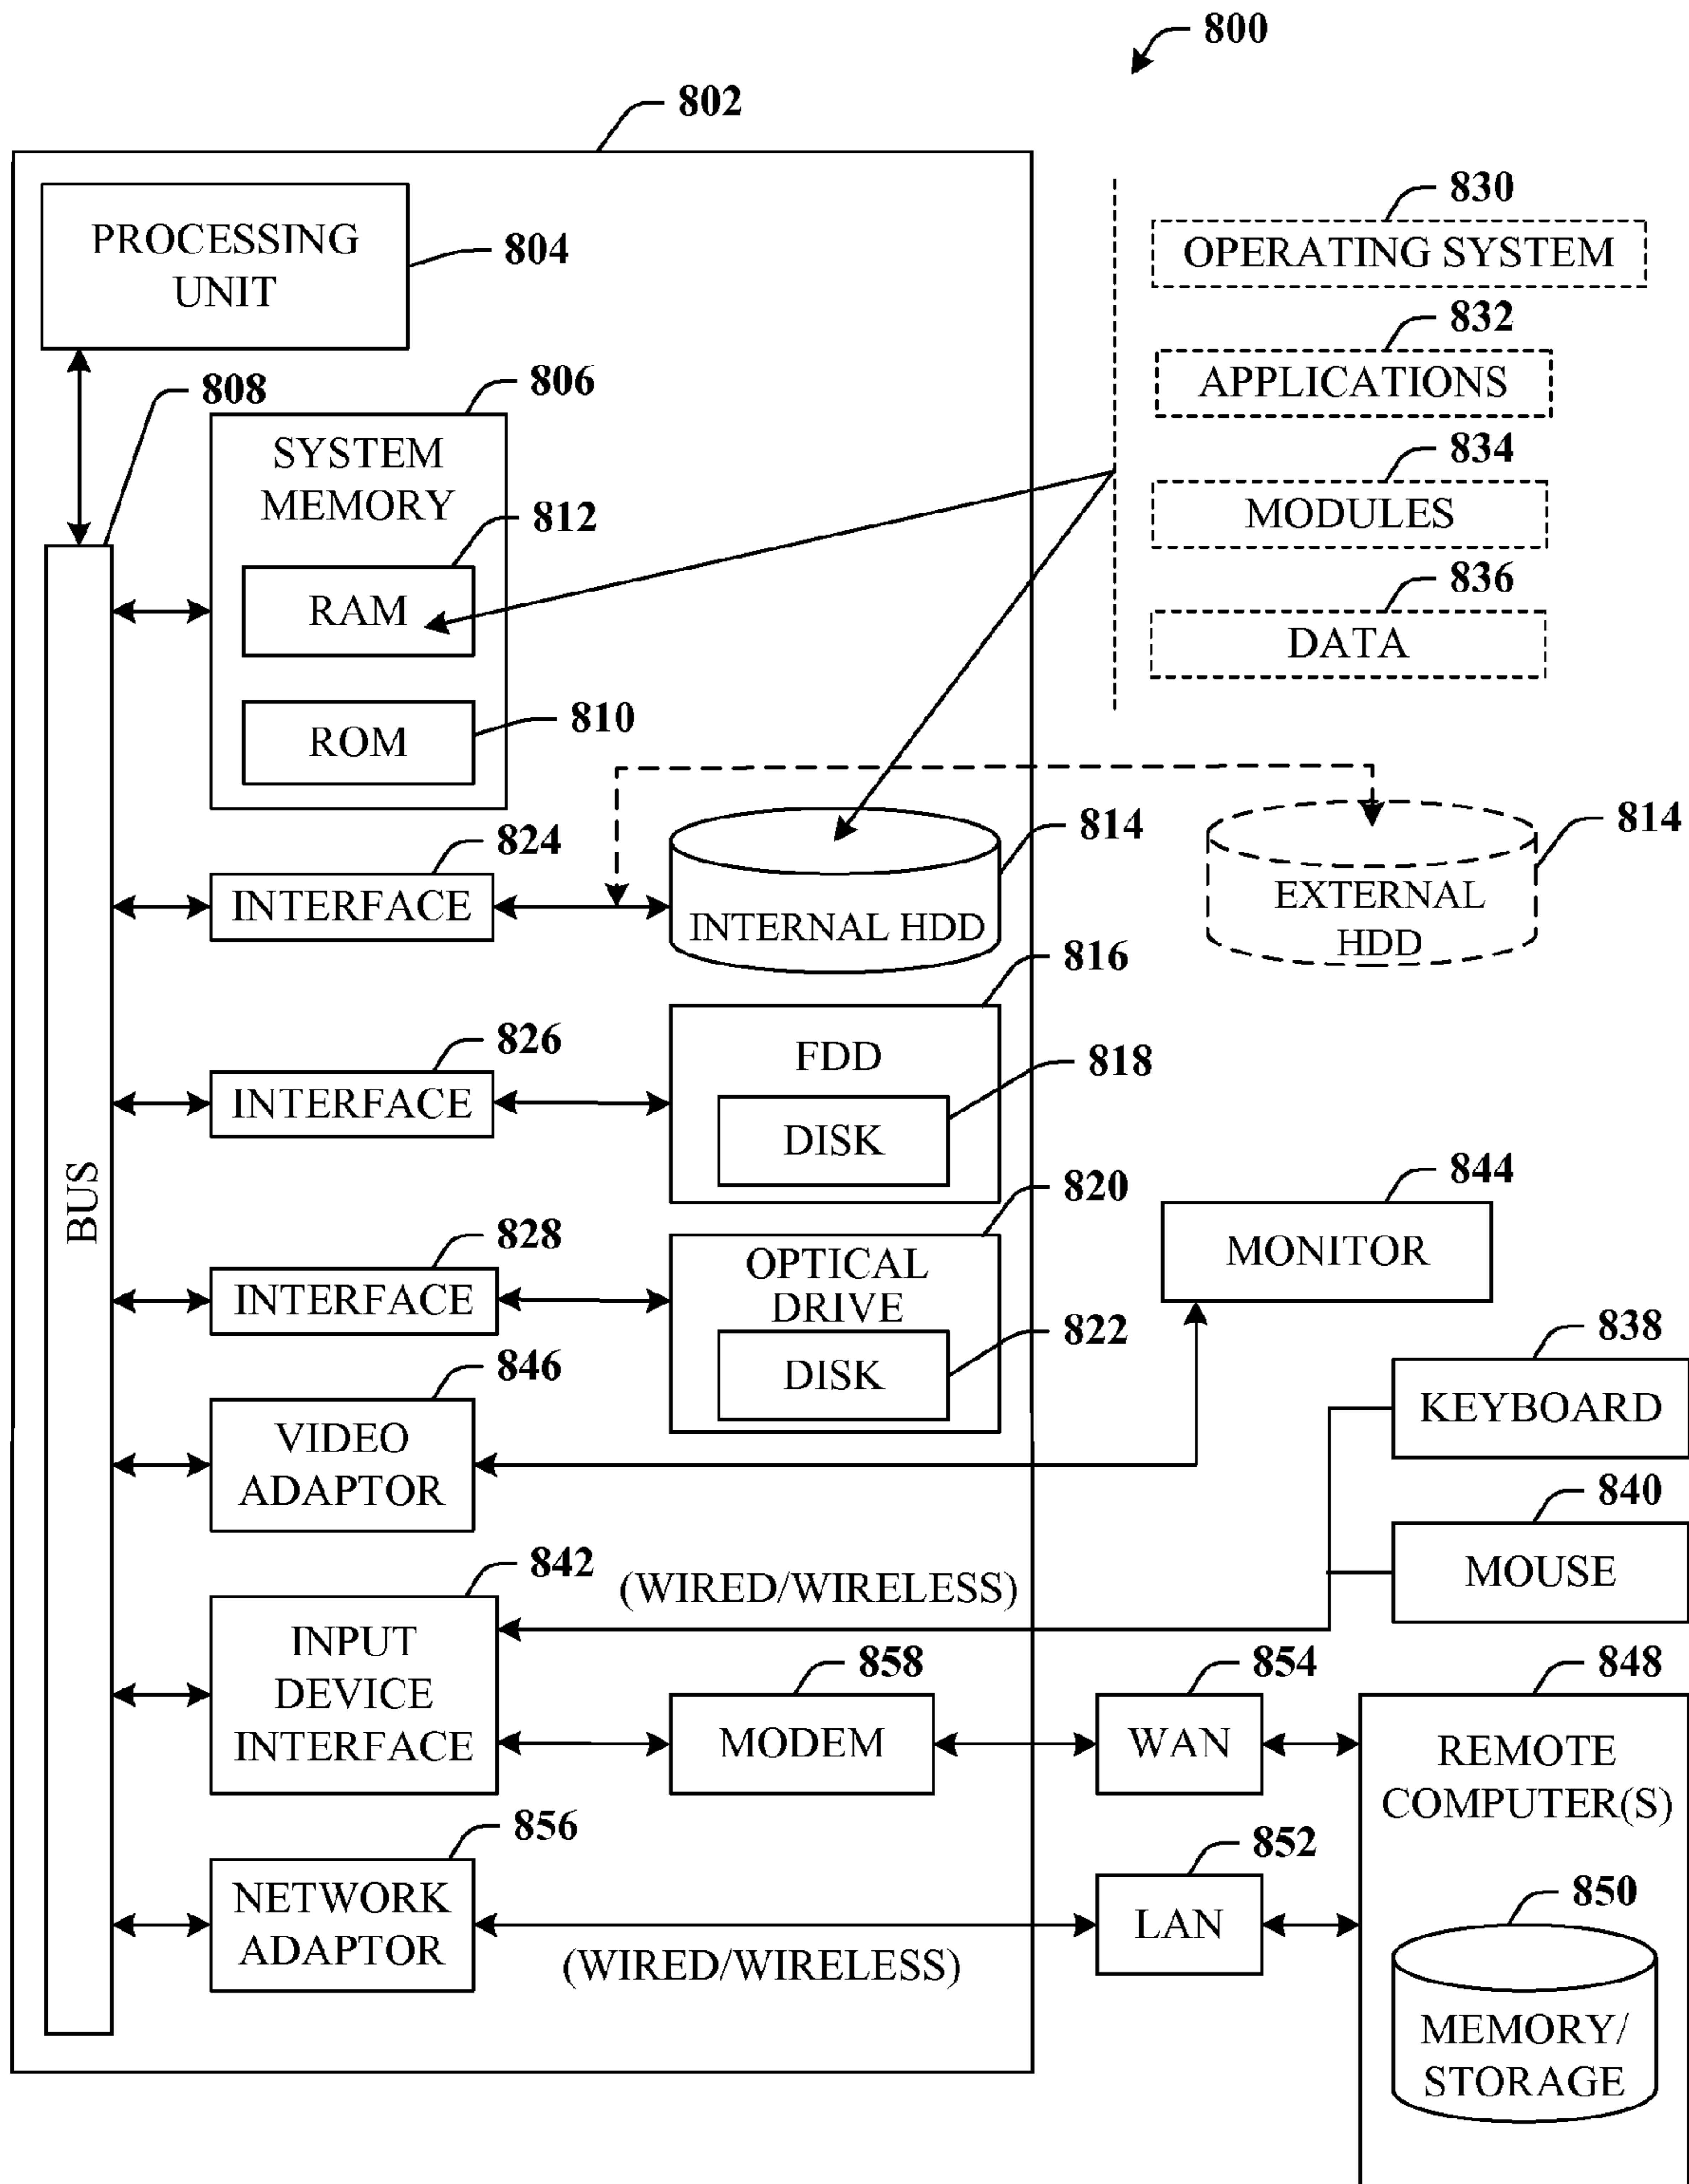 800
802
PROCESSING
UNIT
804
830
OPERATING SYSTEM
832
APPLICATIONS
834
MODULES
836
DATA
808
806
SYSTEM
MEMORY
812
RAM
810
ROM
BUS
824
INTERFACE
814
INTERNAL HDD
814
EXTERNAL
HDD
826
INTERFACE
816
FDD
818
DISK
828
INTERFACE
820
OPTICAL
DRIVE
822
DISK
844
MONITOR
846
VIDEO
ADAPTOR
838
KEYBOARD
840
MOUSE
842
INPUT
DEVICE
INTERFACE
(WIRED/WIRELESS)
858
MODEM
854
WAN
848
REMOTE
COMPUTER(S)
856
NETWORK
ADAPTOR
(WIRED/WIRELESS)
852
LAN
850
MEMORY/
STORAGE